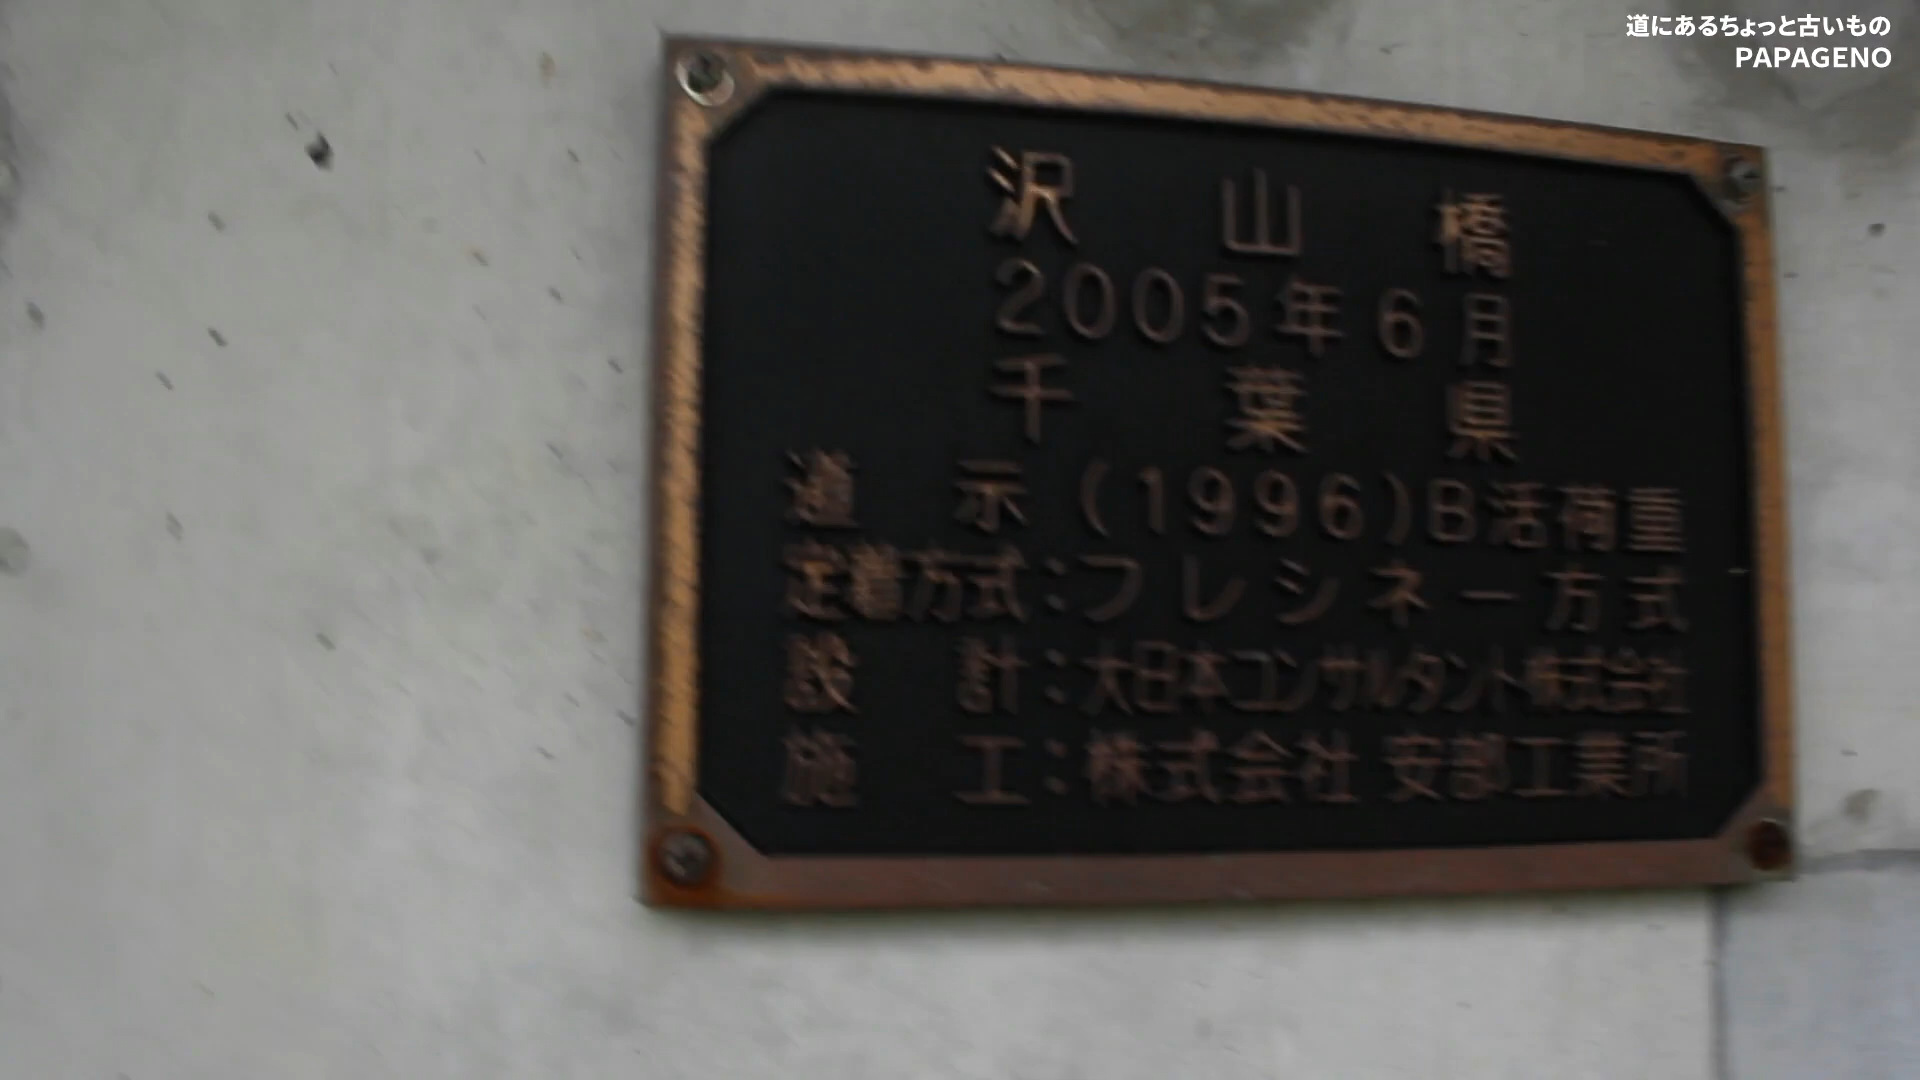 道にあるちょっと古いもの
PAPAGENO
沢山橋
2005年6月
千葉県
道示(1996)B活荷重
定着方式:フレシネー方式
設計:大日本コンサルタント株式会社
施工:株式会社 安部工業所